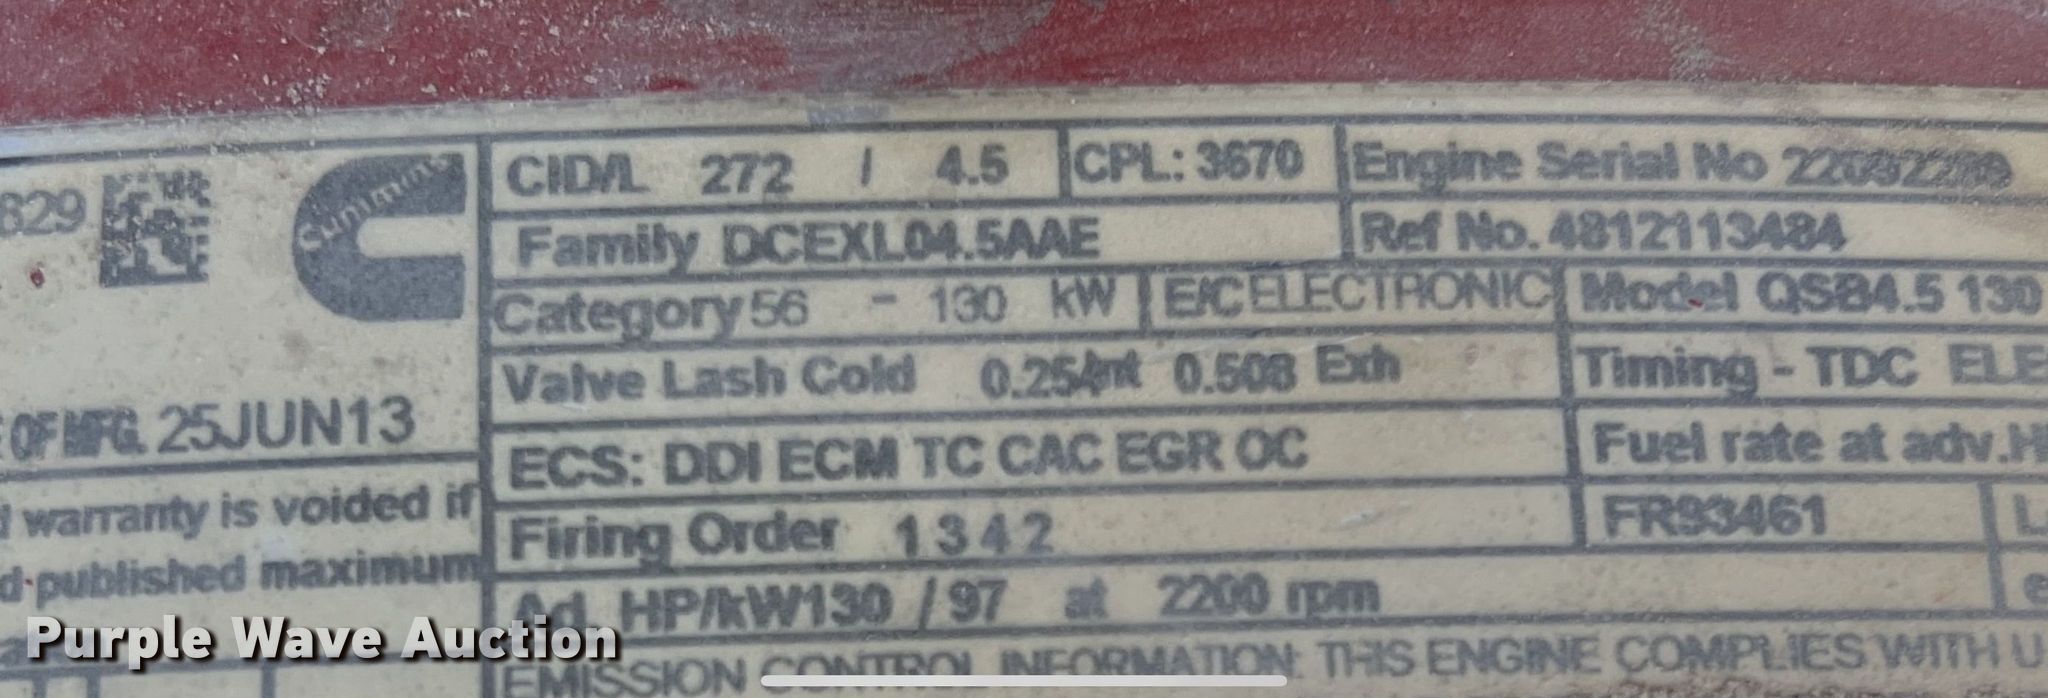 629
cummins
CID/L 272 / 4.5
CPL: 3670
Engine Serial No
Family DCEXL04.5AAE
Ref No. 4812113484
Category 56 - 130 kW
E/C ELECTRONIC
Model QSB4.5 130
Valve Lash Cold 0.254 Int 0.508 Exh
Timing - TDC ELE
OF MFG. 25JUN13
ECS: DDI ECM TC CAC EGR OC
Fuel rate at adv.H
warranty is voided if
Firing Order 1 3 4 2
FR93461
d published maximum
Ad. HP/kW 130 / 97 at 2200 rpm
EMISSION CONTROL INFORMATION: THIS ENGINE COMPLIES WITH U
Purple Wave Auction